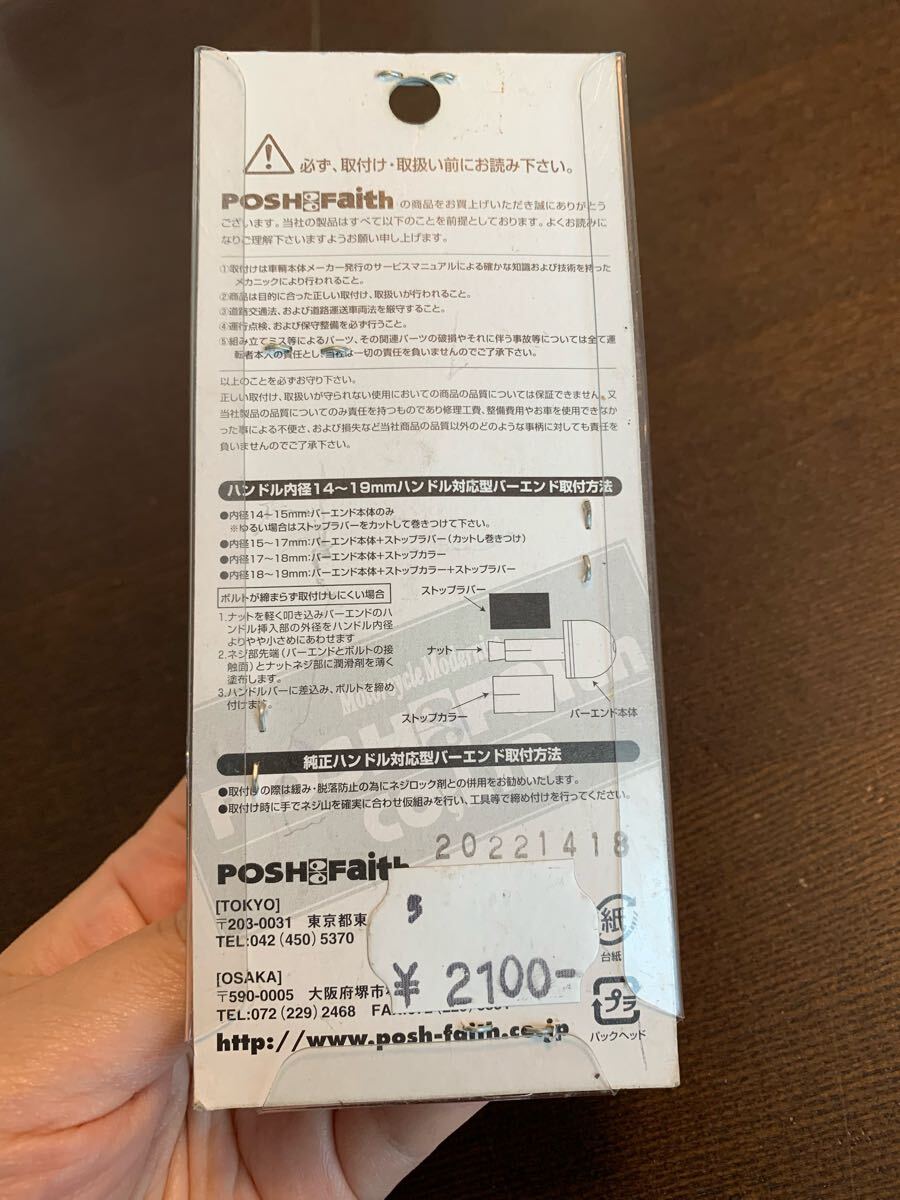 必ず、取付け・取扱い前にお読み下さい。
POSH Faith の商品をお買上げいただき誠にありがとう
ございます。当社の製品はすべて以下のことを前提としております。よくお読みに
なりご理解下さいますようお願い申し上げます。
①取付けは車輌本体メーカー発行のサービスマニュアルによる確かな知識および技術を持った
メカニックにより行われること。
②商品は目的に合った正しい取付け、取扱いが行われること。
③道路交通法、および道路運送車両法を厳守すること。
④運行点検、および保守整備を必ず行うこと。
⑤組み立てミス等によるパーツ、その関連パーツの破損やそれに伴う事故等については全て運
転者本人の責任とし、当社は一切の責任を負いませんのでご了承下さい。
以上のことを必ずお守り下さい。
正しい取付け、取扱いが守られない使用においての商品の品質については保証できません。又
当社製品の品質についてのみ責任を持つものであり修理工費、整備費用やお車を使用できなか
った事による不便さ、および損失など当社商品の品質以外のどのような事柄に対しても責任を
負いませんのでご了承下さい。
ハンドル内径14〜19mmハンドル対応型バーエンド取付方法
●内径14〜15mm:バーエンド本体のみ
※ゆるい場合はストップラバーをカットして巻きつけて下さい。
●内径15〜17mm:バーエンド本体+ストップラバー(カットし巻きつけ)
●内径17〜18mm:バーエンド本体+ストップカラー
●内径18〜19mm:バーエンド本体+ストップカラー+ストップラバー
ボルトが締まらず取付けしにくい場合
1.ナットを軽く叩き込みバーエンドのハ
ンドル挿入部の外径をハンドル内径
よりやや小さめにあわせます
2.ネジ部先端(バーエンドとボルトの接
触面)とナットネジ部に潤滑剤を薄く
塗布します。
3.ハンドルバーに差込み、ボルトを締め
付けます。
ストップラバー
ナット
ストップカラー
バーエンド本体
Motorcycle Modernist
POSH Faith
CO.,LTD.
純正ハンドル対応型バーエンド取付方法
●取付けの際は緩み・脱落防止の為にネジロック剤との併用をお勧めいたします。
●取付け時に手でネジ山を確実に合わせ仮組みを行い、工具等で締め付けを行ってください。
20221418
POSH Faith
[TOKYO]
〒203-0031 東京都東
TEL:042(450)5370
[OSAKA]
〒590-0005 大阪府堺市
TEL:072(229)2468
http://www.posh-faith.co.jp
¥2100-
紙
台紙
プラ
パックヘッド